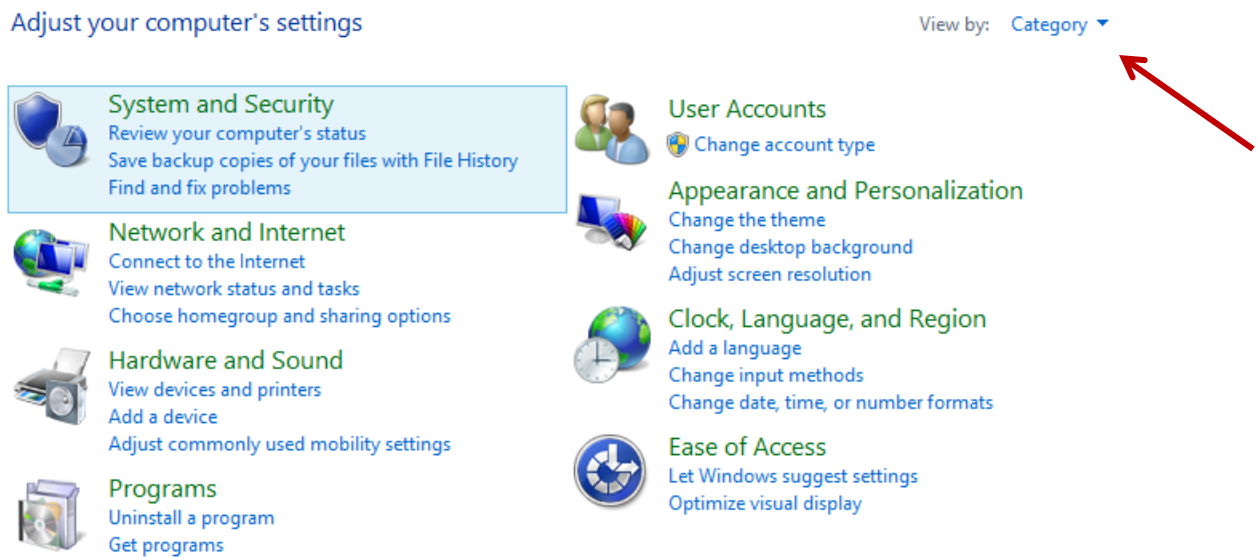 Adjust your computer's settings
View by: Category
System and Security
Review your computer's status
Save backup copies of your files with File History
Find and fix problems
Network and Internet
Connect to the Internet
View network status and tasks
Choose homegroup and sharing options
Hardware and Sound
View devices and printers
Add a device
Adjust commonly used mobility settings
Programs
Uninstall a program
Get programs
User Accounts
Change account type
Appearance and Personalization
Change the theme
Change desktop background
Adjust screen resolution
Clock, Language, and Region
Add a language
Change input methods
Change date, time, or number formats
Ease of Access
Let Windows suggest settings
Optimize visual display